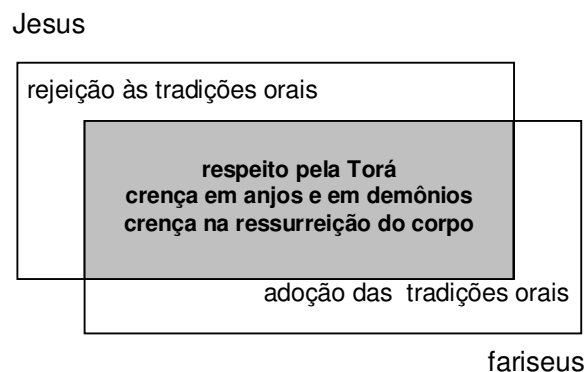 Jesus
rejeição às tradições orais
respeito pela Torá
crença em anjos e em demônios
crença na ressurreição do corpo
adoção das tradições orais
fariseus